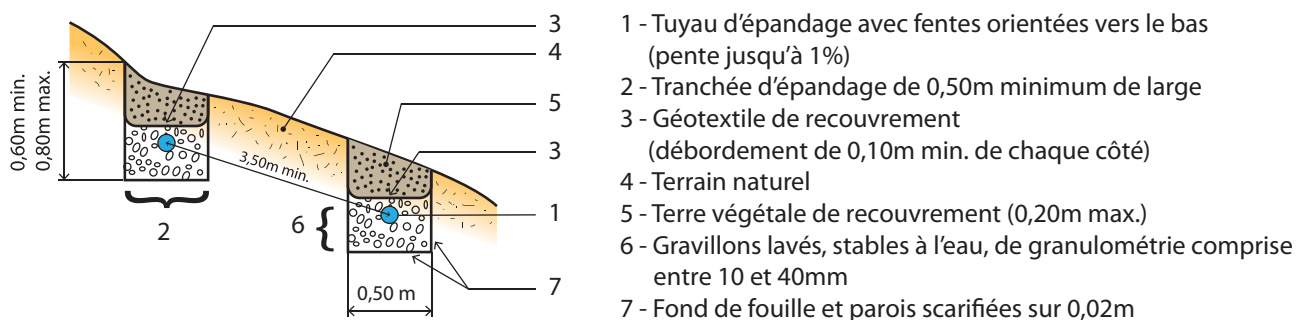 3
4
5
3
1
7
0,60m min.
0,80m max.
3,50m min.
2
6
0,50 m
1 - Tuyau d'épandage avec fentes orientées vers le bas
(pente jusqu'à 1%)
2 - Tranchée d'épandage de 0,50m minimum de large
3 - Géotextile de recouvrement
(débordement de 0,10m min. de chaque côté)
4 - Terrain naturel
5 - Terre végétale de recouvrement (0,20m max.)
6 - Gravillons lavés, stables à l'eau, de granulométrie comprise
entre 10 et 40mm
7 - Fond de fouille et parois scarifiées sur 0,02m